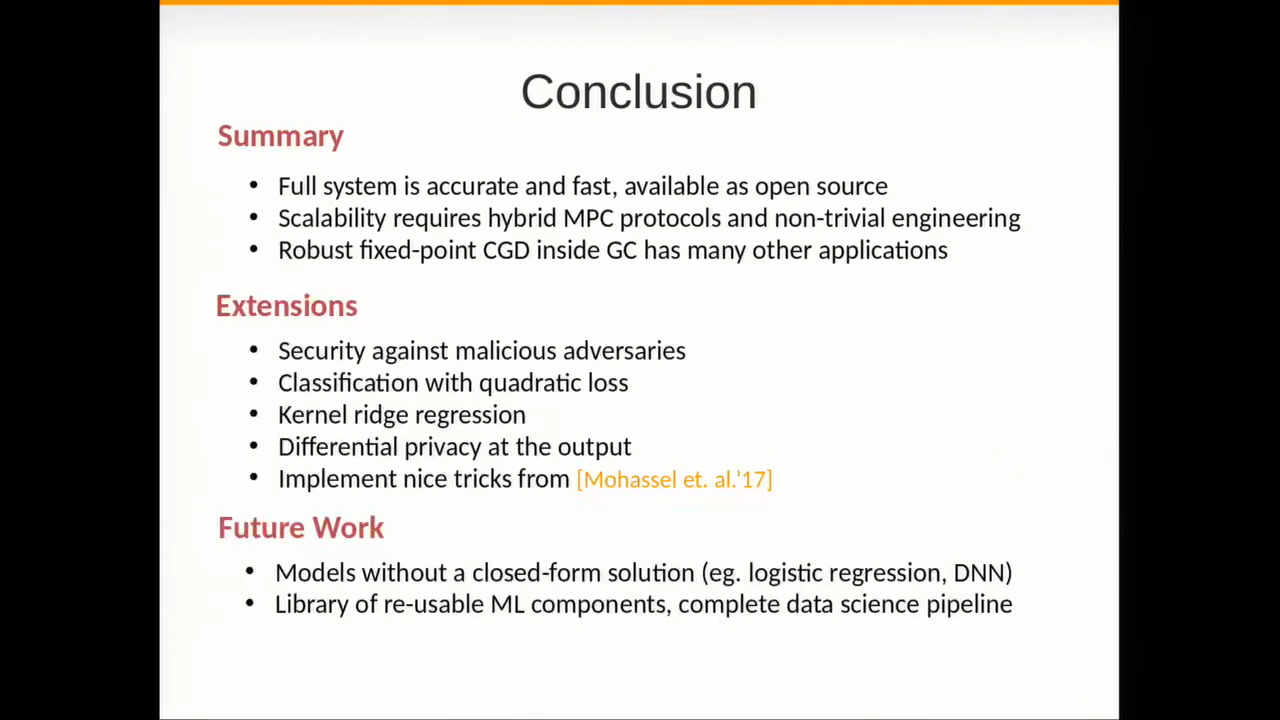 Conclusion
Summary
• Full system is accurate and fast, available as open source
• Scalability requires hybrid MPC protocols and non-trivial engineering
• Robust fixed-point CGD inside GC has many other applications
Extensions
• Security against malicious adversaries
• Classification with quadratic loss
• Kernel ridge regression
• Differential privacy at the output
• Implement nice tricks from [Mohassel et. al.'17]
Future Work
• Models without a closed-form solution (eg. logistic regression, DNN)
• Library of re-usable ML components, complete data science pipeline